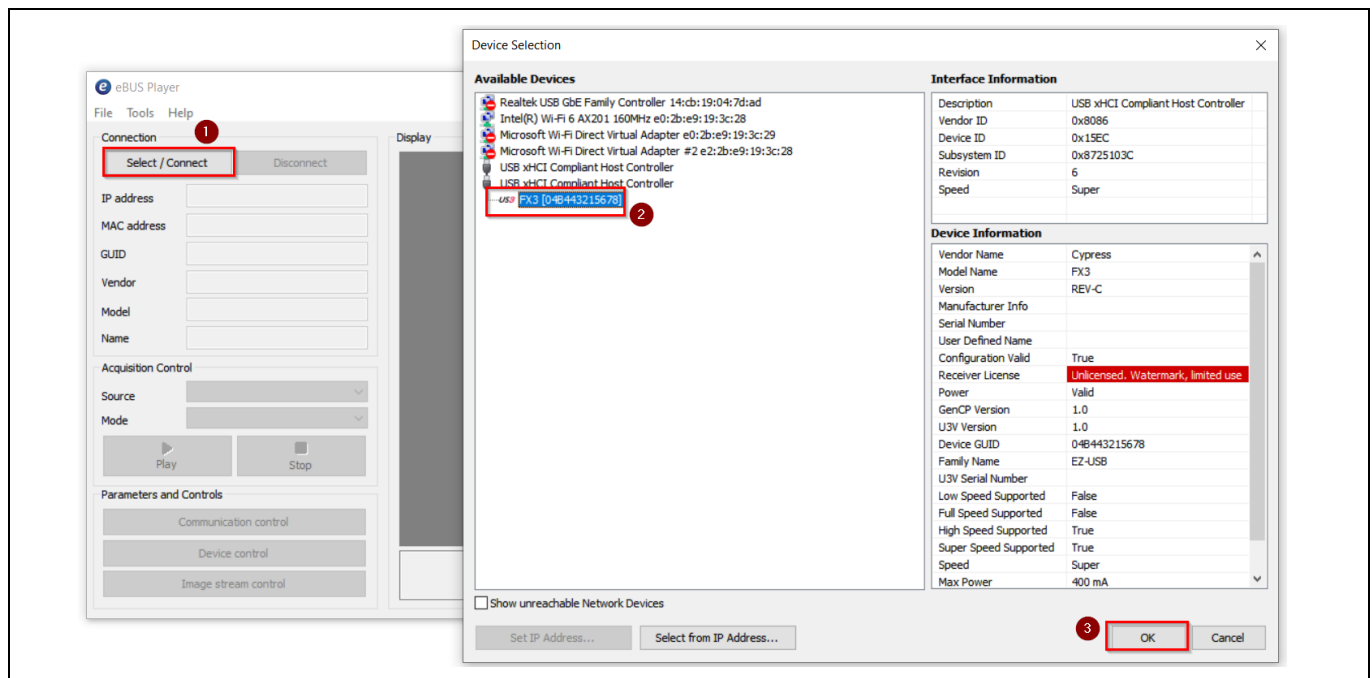 eBUS Player
File Tools Help
1
Connection
Select / Connect
Disconnect
IP address
MAC address
GUID
Vendor
Model
Name
Acquisition Control
Source
Mode
Play
Stop
Parameters and Controls
Communication control
Device control
Image stream control
Display
Device Selection
Available Devices
Realtek USB GbE Family Controller 14:cb:19:04:7d:ad
Intel(R) Wi-Fi 6 AX201 160MHz e0:2b:e9:19:3c:28
Microsoft Wi-Fi Direct Virtual Adapter e0:2b:e9:19:3c:29
Microsoft Wi-Fi Direct Virtual Adapter #2 e2:2b:e9:19:3c:28
USB xHCI Compliant Host Controller
USB xHCI Compliant Host Controller
US3 FX3 [04B443215678]
2
Show unreachable Network Devices
Set IP Address...
Select from IP Address...
Interface Information
Description USB xHCI Compliant Host Controller
Vendor ID 0x8086
Device ID 0x15EC
Subsystem ID 0x8725103C
Revision 6
Speed Super
Device Information
Vendor Name Cypress
Model Name FX3
Version REV-C
Manufacturer Info
Serial Number
User Defined Name
Configuration Valid True
Receiver License Unlicensed. Watermark, limited use
Power Valid
GenCP Version 1.0
U3V Version 1.0
Device GUID 04B443215678
Family Name EZ-USB
U3V Serial Number
Low Speed Supported False
Full Speed Supported False
High Speed Supported True
Super Speed Supported True
Speed Super
Max Power 400 mA
3
OK
Cancel